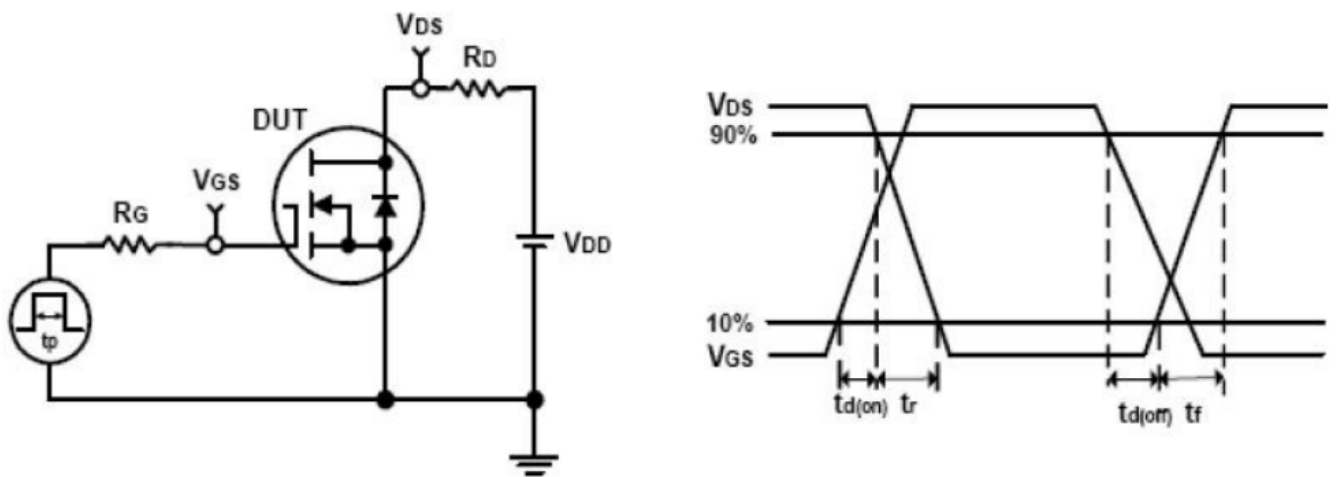 VDS
RD
DUT
VGS
RG
VDD
tp
VDS
90%
10%
VGS
td(on) tr
td(off) tf